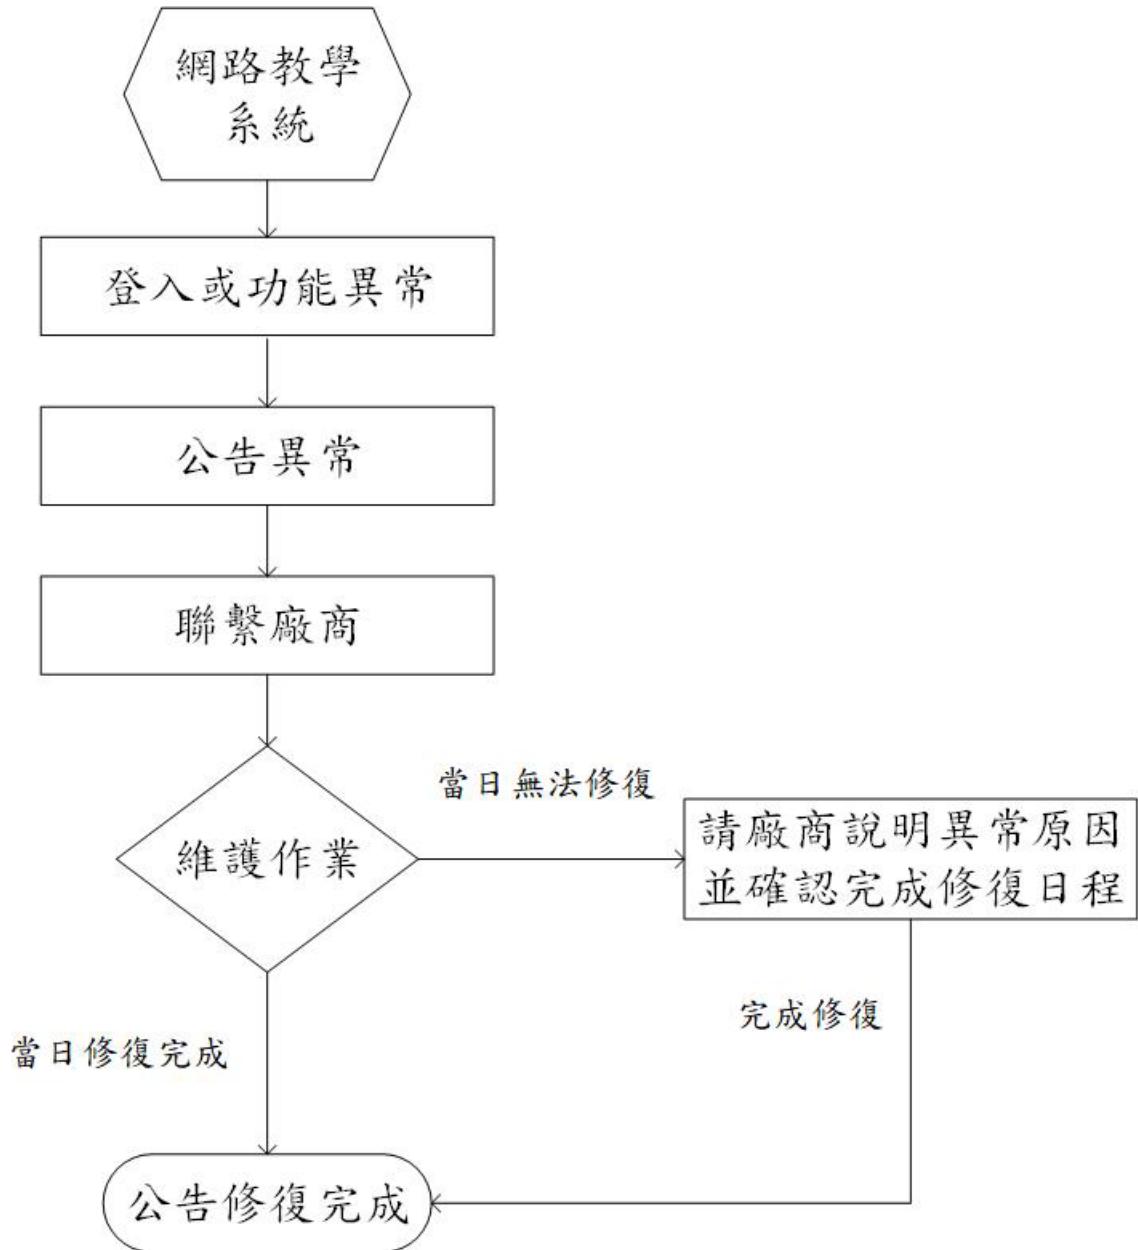 網路教學
系統
登入或功能異常
公告異常
聯繫廠商
當日無法修復
維護作業
請廠商說明異常原因
並確認完成修復日程
完成修復
當日修復完成
公告修復完成